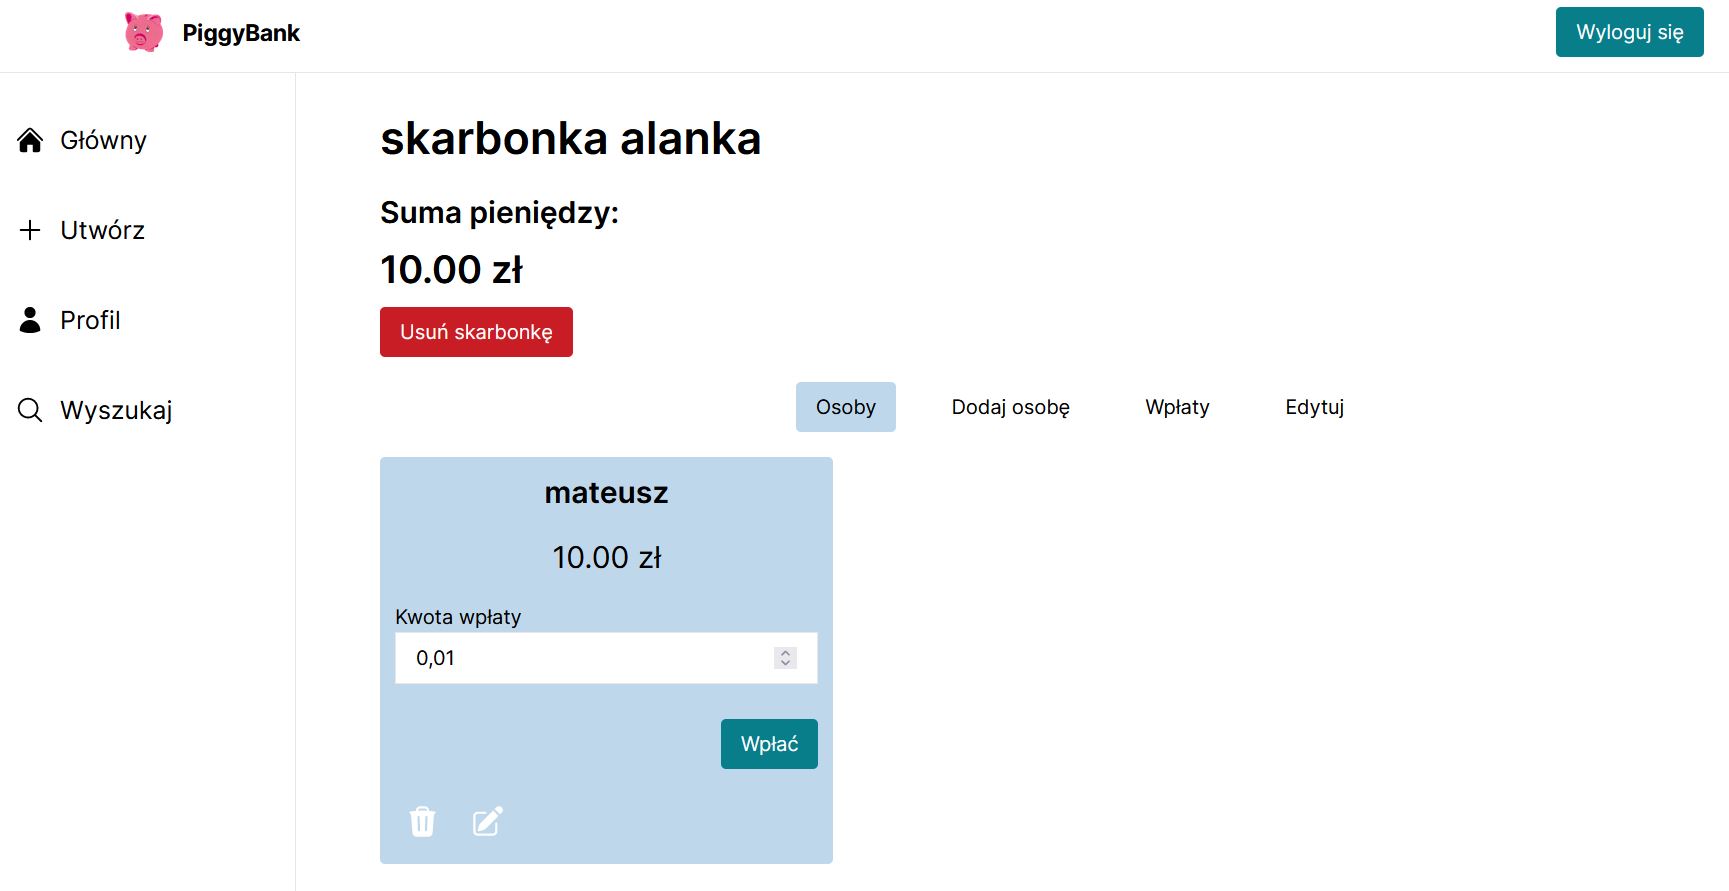 PiggyBank
Wyloguj się
Główny
Utwórz
Profil
Wyszukaj
skarbonka alanka
Suma pieniędzy:
10.00 zł
Usuń skarbonkę
Osoby
Dodaj osobę
Wpłaty
Edytuj
mateusz
10.00 zł
Kwota wpłaty
0,01
Wpłać